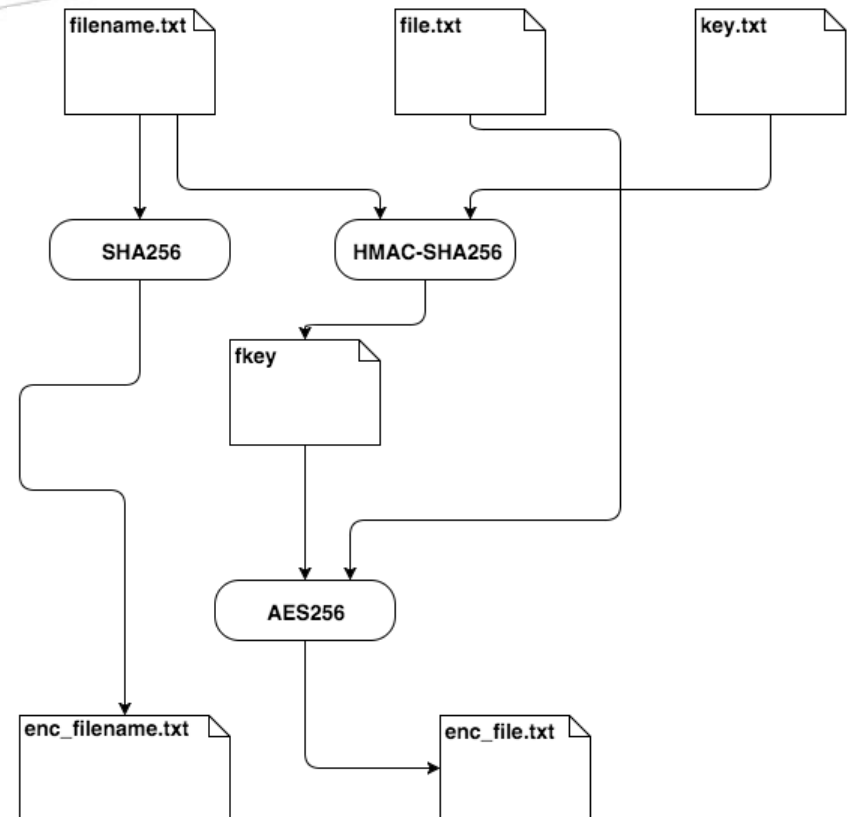 filename.txt
file.txt
key.txt
SHA256
HMAC-SHA256
fkey
AES256
enc_filename.txt
enc_file.txt